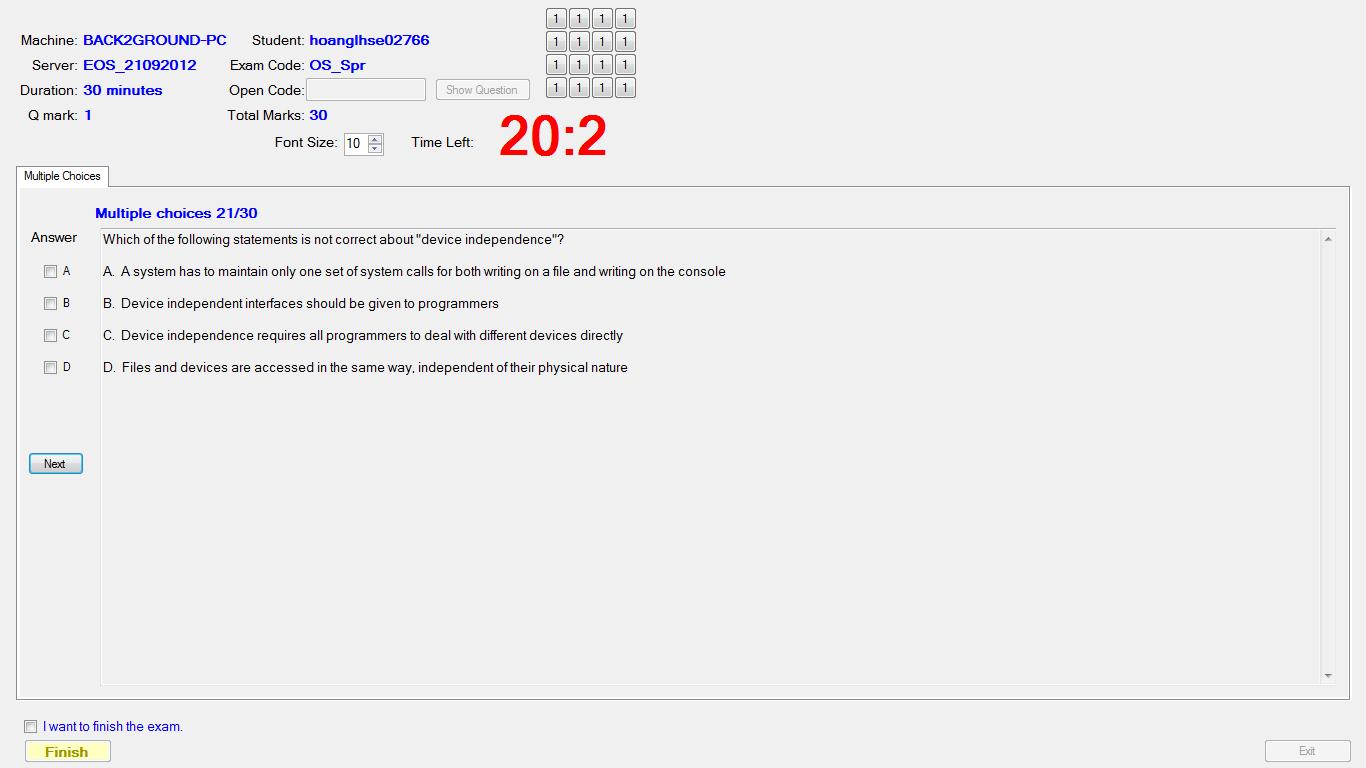 Machine: BACK2GROUND-PC Student: hoanglhse02766
Server: EOS_21092012 Exam Code: OS_Spr
Duration: 30 minutes Open Code: Show Question
Q mark: 1 Total Marks: 30
Font Size: 10 Time Left: 20:2
1 1 1 1
1 1 1 1
1 1 1 1
1 1 1 1
Multiple Choices
Multiple choices 21/30
Answer
Which of the following statements is not correct about "device independence"?
A A. A system has to maintain only one set of system calls for both writing on a file and writing on the console
B B. Device independent interfaces should be given to programmers
C C. Device independence requires all programmers to deal with different devices directly
D D. Files and devices are accessed in the same way, independent of their physical nature
Next
I want to finish the exam.
Finish Exit